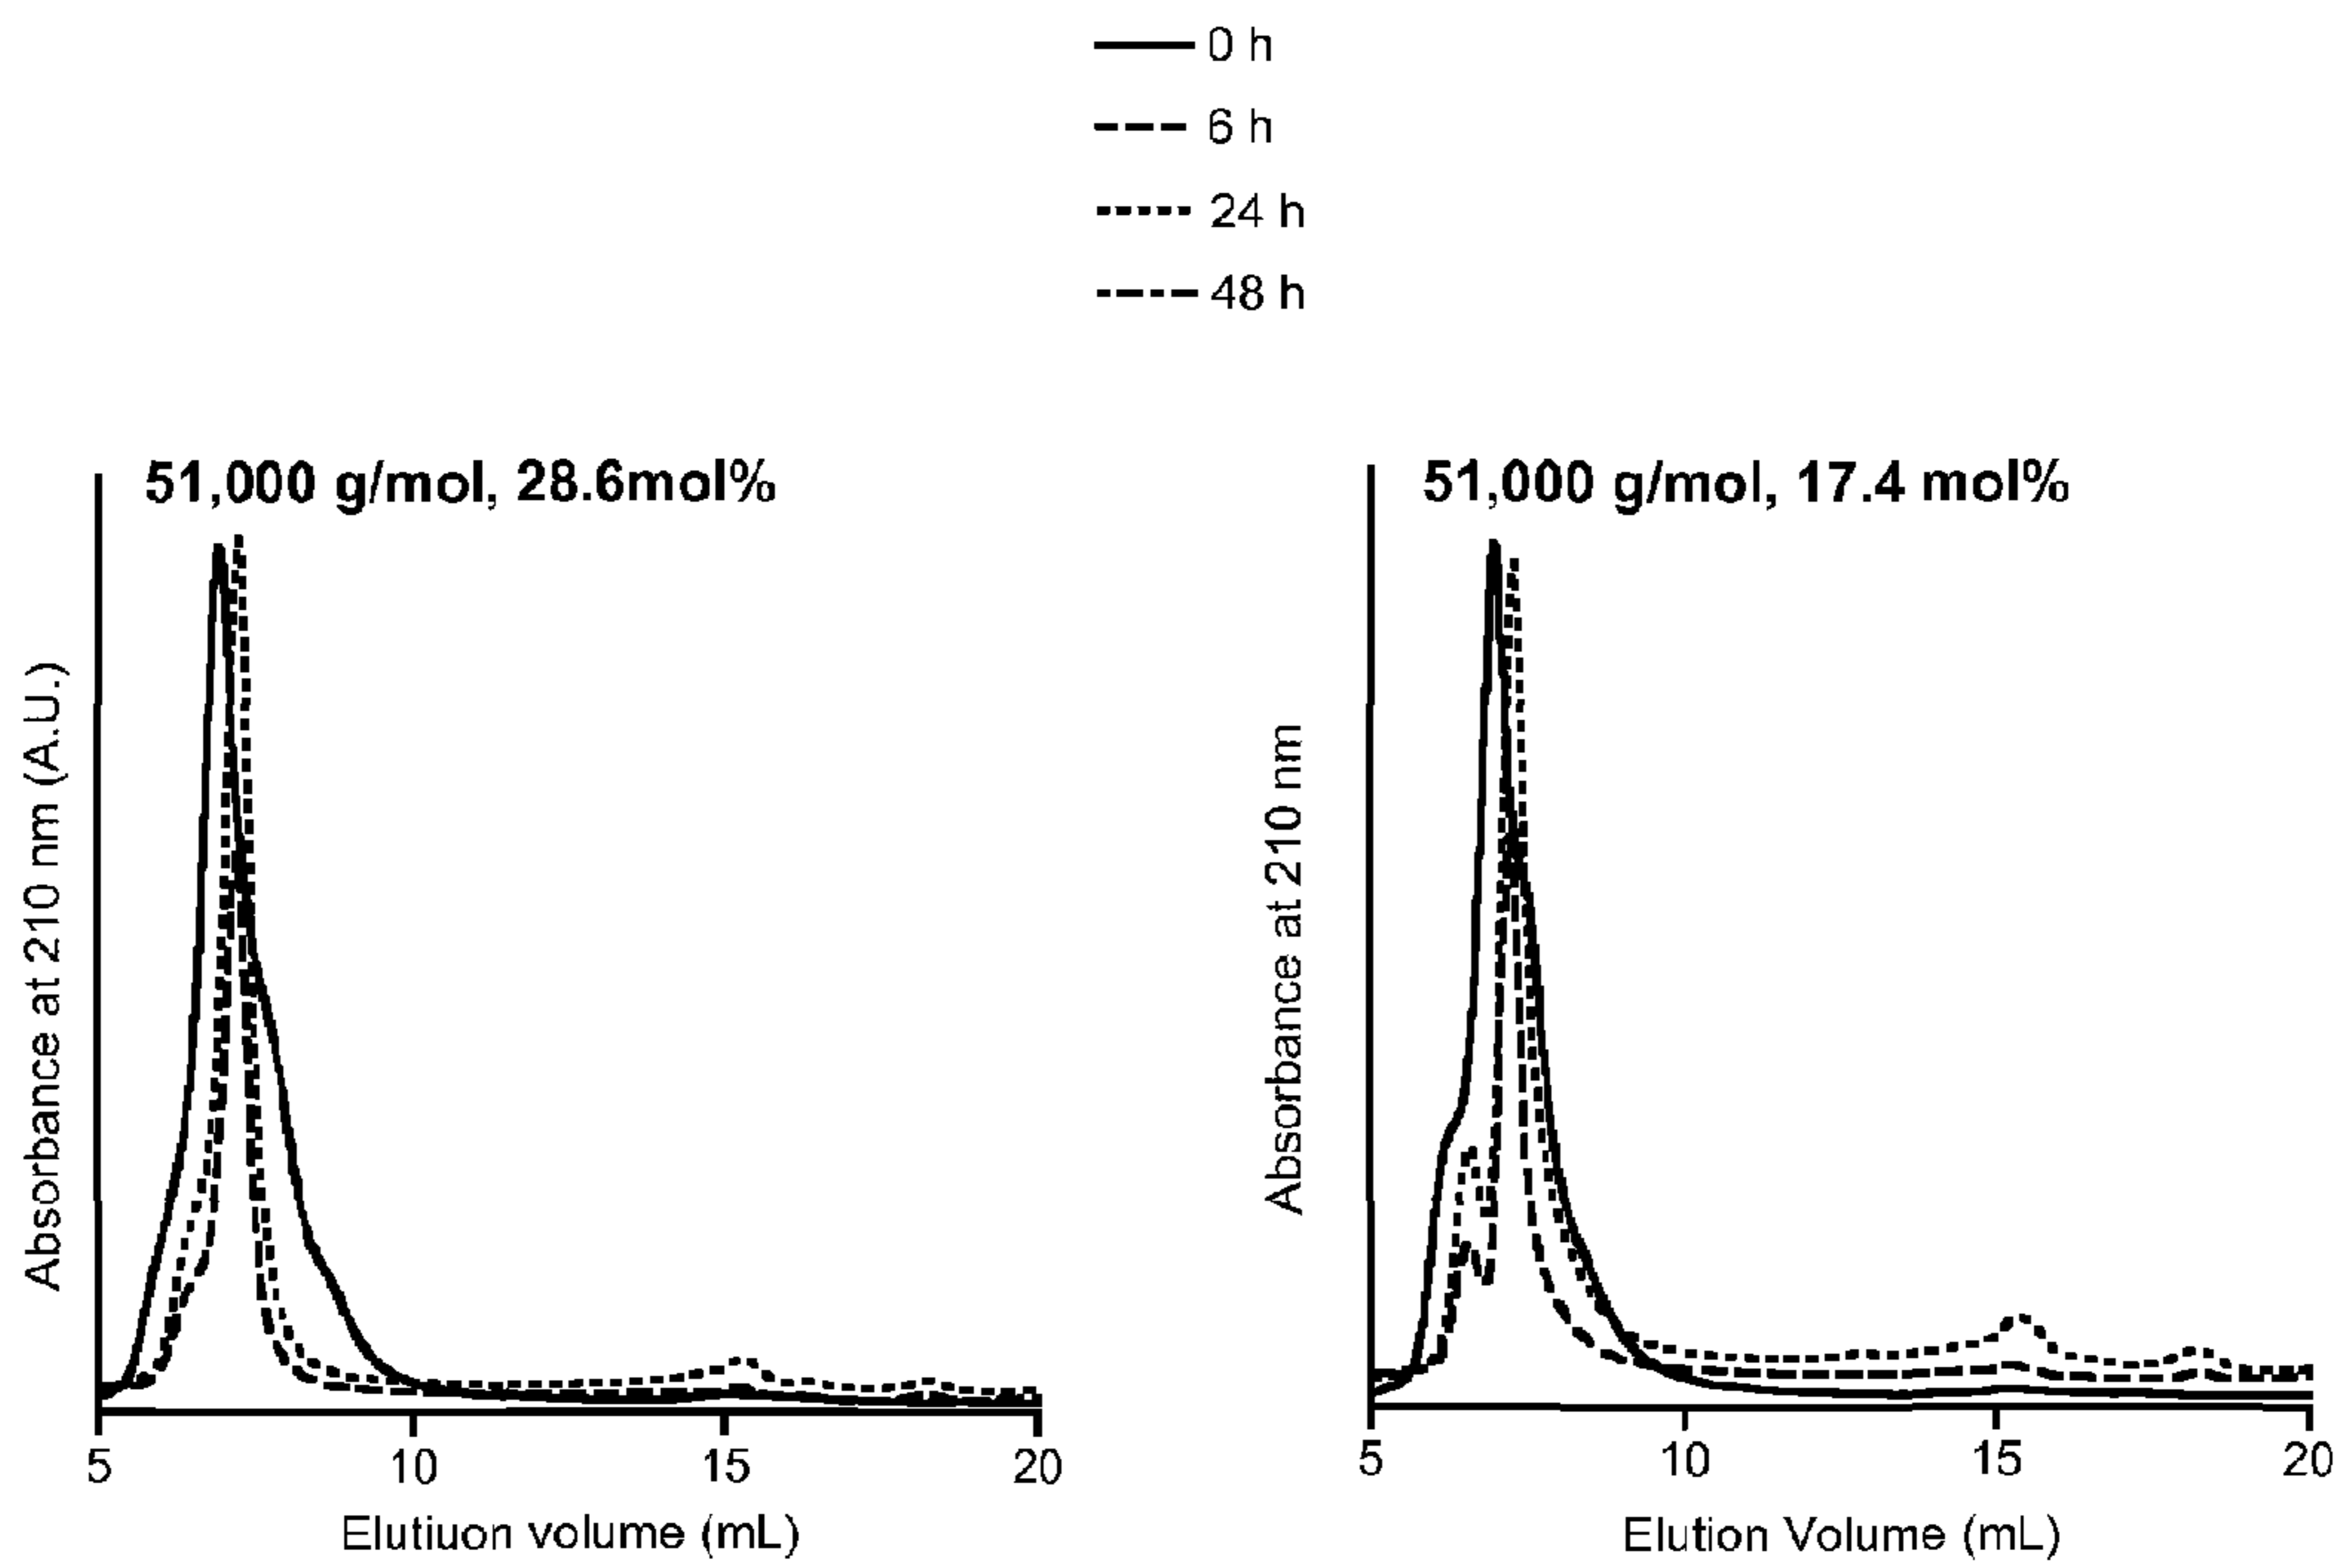 0 h
6 h
24 h
48 h
51,000 g/mol, 28.6mol%
Absorbance at 210 nm (A.U.)
5 10 15 20
Elutiuon volume (mL)
51,000 g/mol, 17.4 mol%
Absorbance at 210 nm
5 10 15 20
Elution Volume (mL)